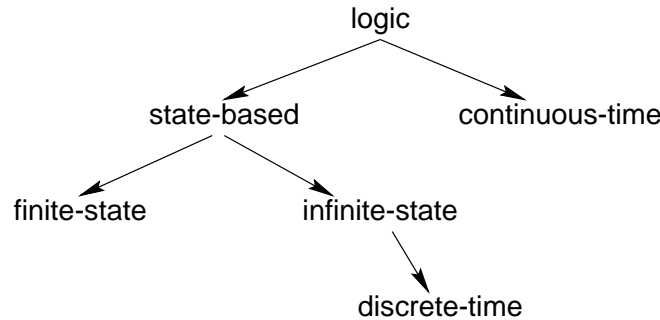 logic
state-based
continuous-time
finite-state
infinite-state
discrete-time